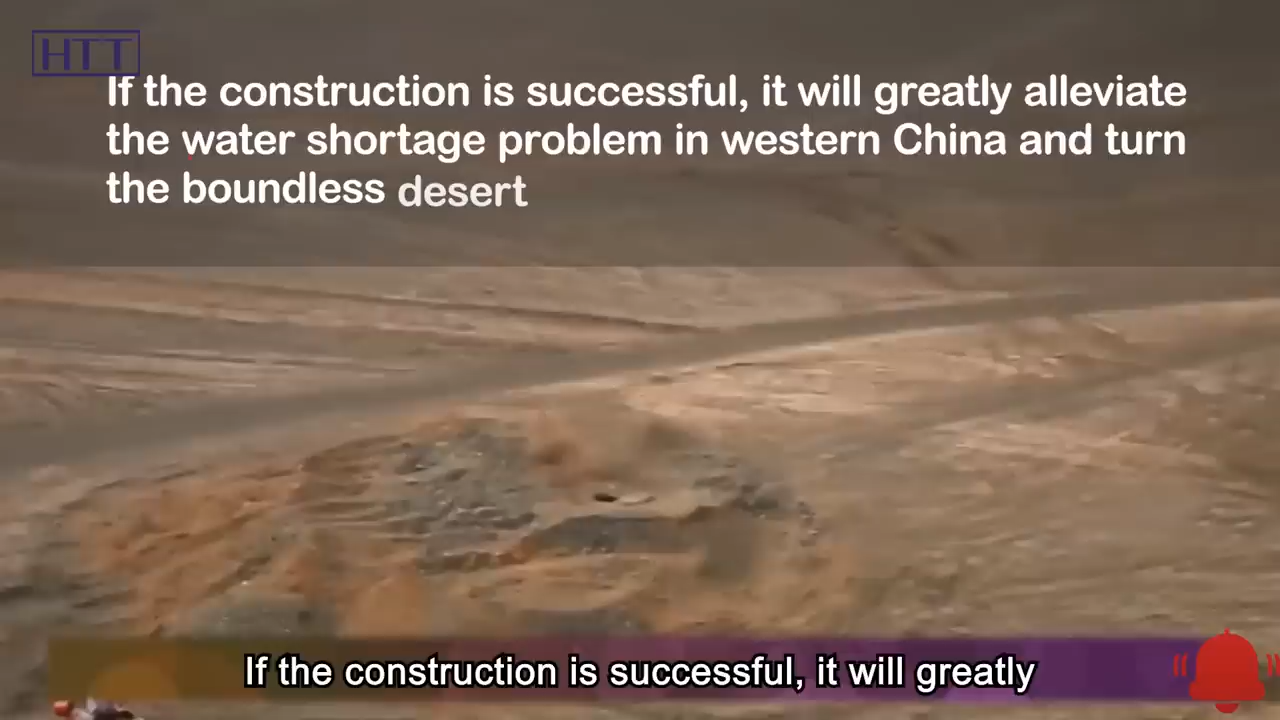 HTT
If the construction is successful, it will greatly alleviate
the water shortage problem in western China and turn
the boundless desert
If the construction is successful, it will greatly